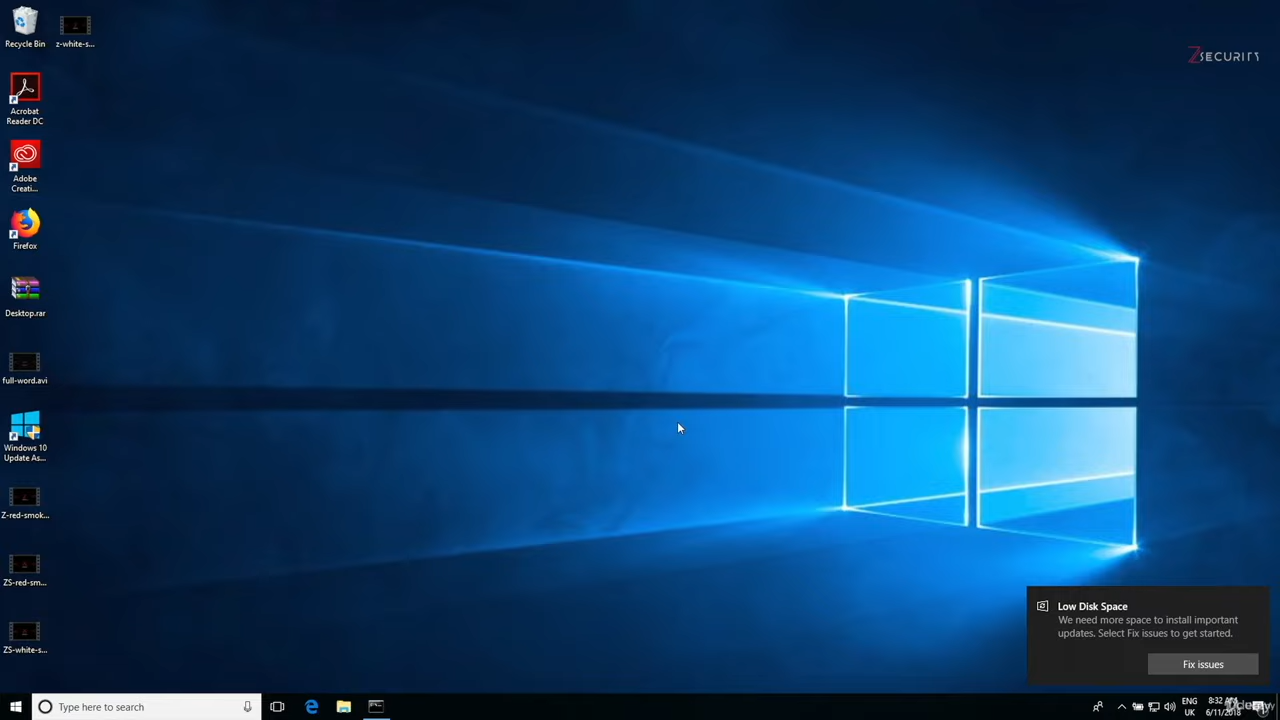 Recycle Bin
z-white-s...
ZSECURITY
Acrobat
Reader DC
Adobe
Creati...
Firefox
Desktop.rar
full-word.avi
Windows 10
Update As...
Z-red-smok...
ZS-red-sm...
ZS-white-s...
Low Disk Space
We need more space to install important
updates. Select Fix issues to get started.
Fix issues
Type here to search
ENG
UK
8:32 AM
6/11/2018